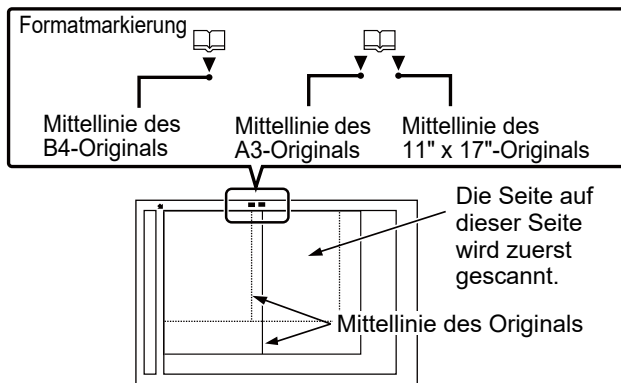 Formatmarkierung
Mittellinie des
B4-Originals
Mittellinie des
A3-Originals
Mittellinie des
11" x 17"-Originals
Die Seite auf
dieser Seite
wird zuerst
gescannt.
Mittellinie des Originals